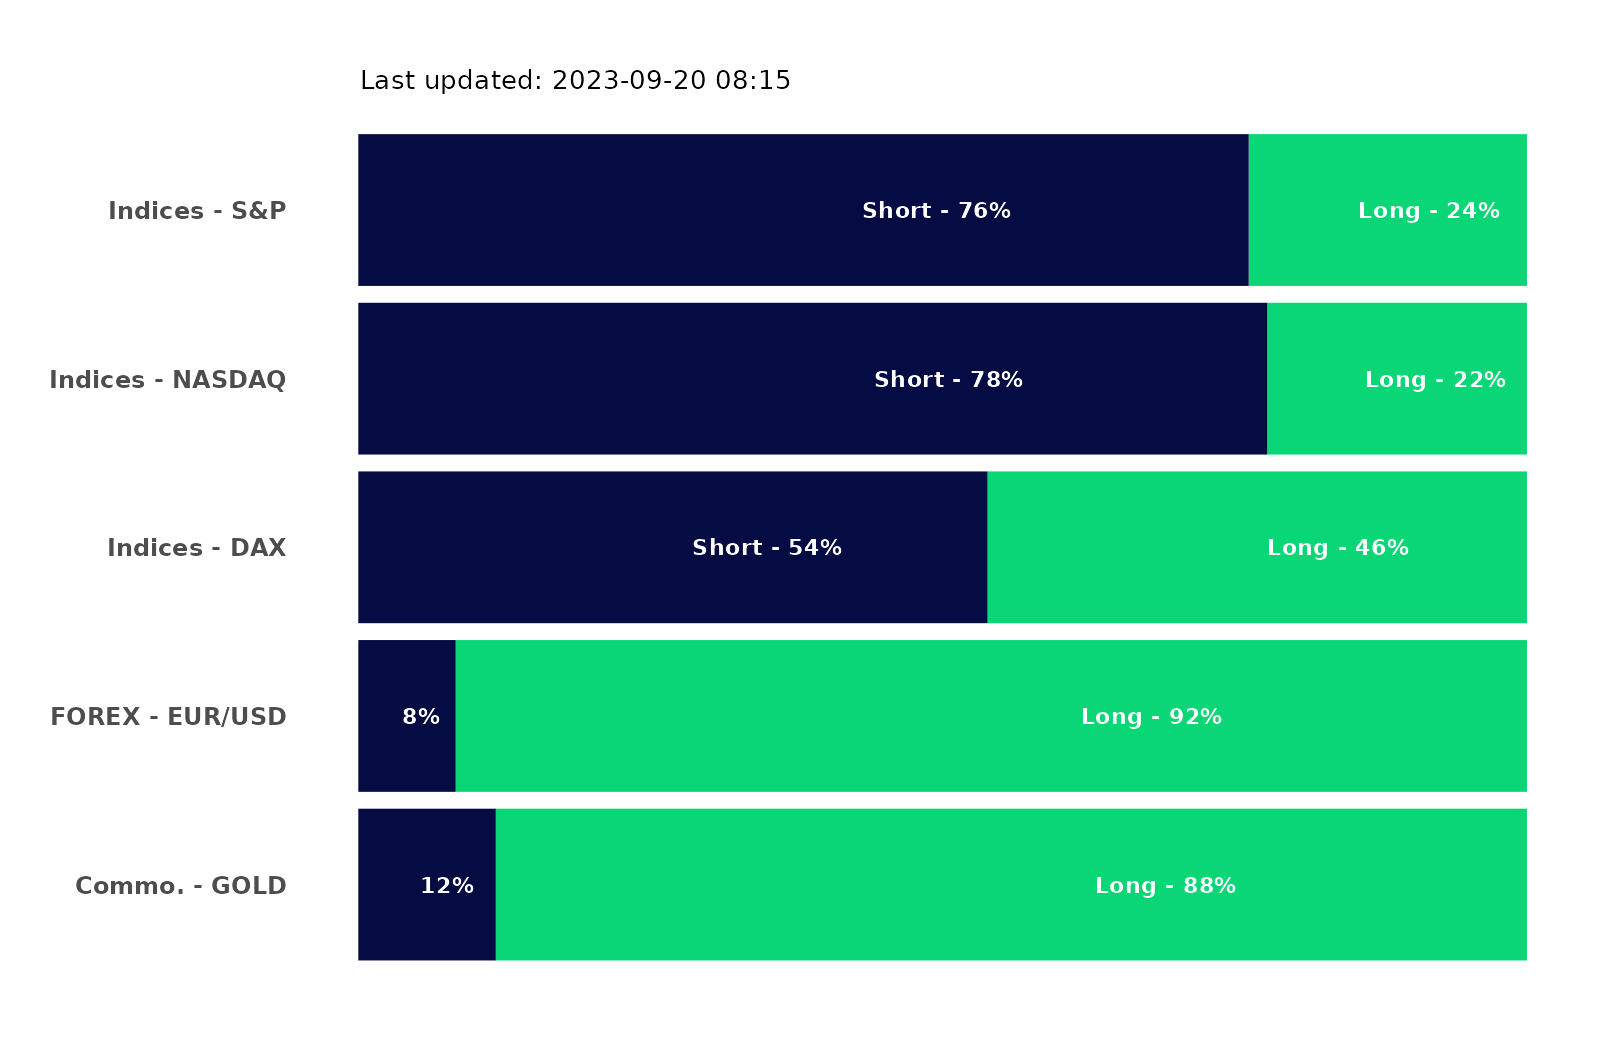 Last updated: 2023-09-20 08:15
Indices - S&P Short - 76% Long - 24%
Indices - NASDAQ Short - 78% Long - 22%
Indices - DAX Short - 54% Long - 46%
FOREX - EUR/USD 8% Long - 92%
Commo. - GOLD 12% Long - 88%